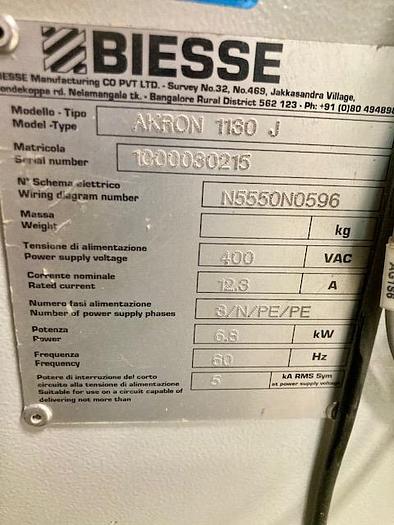 BIESSE
BIESSE Manufacturing CO PVT LTD. - Survey No.32, No.469, Jakkasandra Village,
Sondekoppa rd. Nelamangala tk. - Bangalore Rural District 562 123 - Ph: +91 (0)80 494898
Modello - Tipo
Model -Type
AKRON 1130 J
Matricola
Serial number
1000030215
N° Schema elettrico
Wiring diagram number
N5550N0596
Massa
Weight
kg
Tensione di alimentazione
Power supply voltage
400
VAC
Corrente nominale
Rated current
12.3
A
Numero fasi alimentazione
Number of power supply phases
3/N/PE/PE
Potenza
Power
6.8
kW
Frequenza
Frequency
60
Hz
Potere di interruzione del corto
circuito alla tensione di alimentazione
Suitable for use on a circuit capable of
delivering not more than
5
kA RMS Sym
at power supply voltage